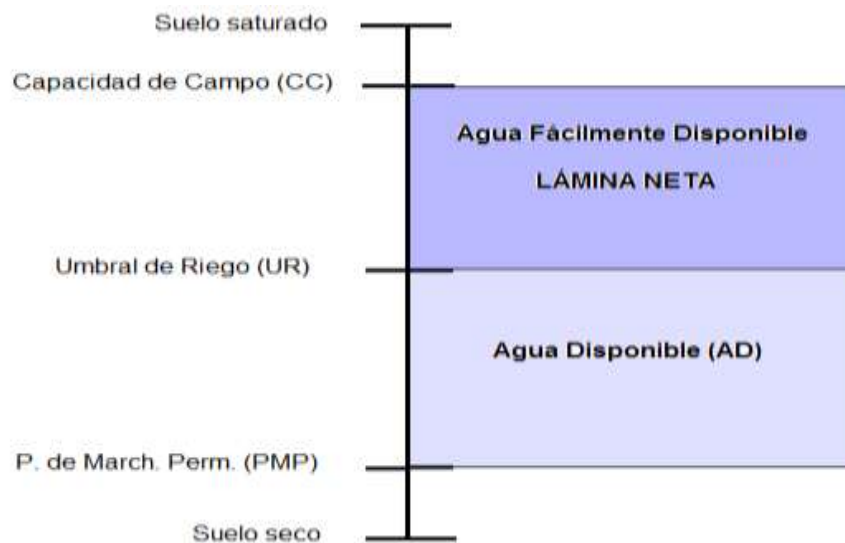 Suelo saturado
Capacidad de Campo (CC)
Agua Fácilmente Disponible
LÁMINA NETA
Umbral de Riego (UR)
Agua Disponible (AD)
P. de March. Perm. (PMP)
Suelo seco